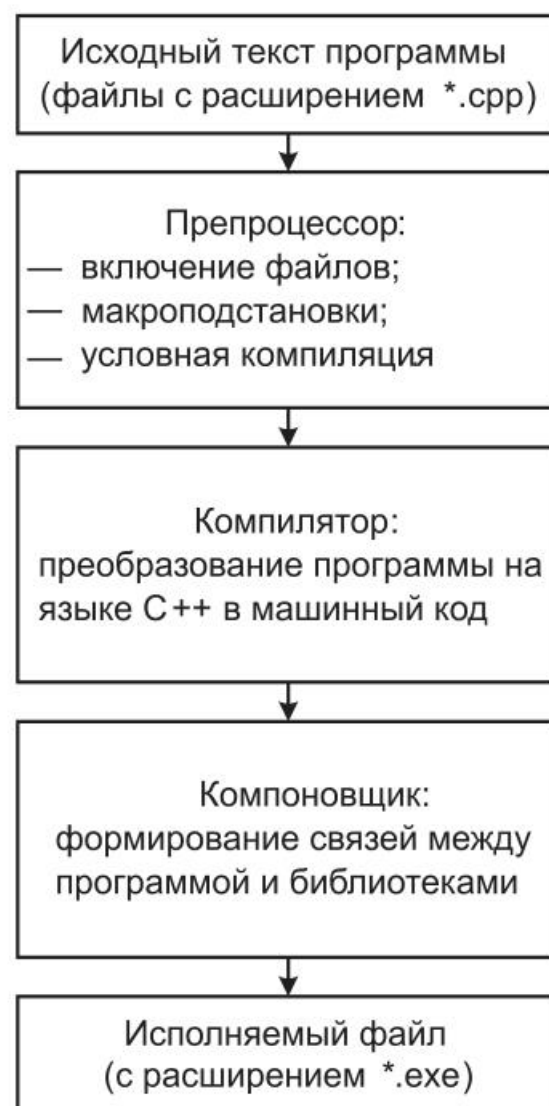 Исходный текст программы
(файлы с расширением *.cpp)
Препроцессор:
— включение файлов;
— макроподстановки;
— условная компиляция
Компилятор:
преобразование программы на
языке C++ в машинный код
Компоновщик:
формирование связей между
программой и библиотеками
Исполняемый файл
(с расширением *.exe)